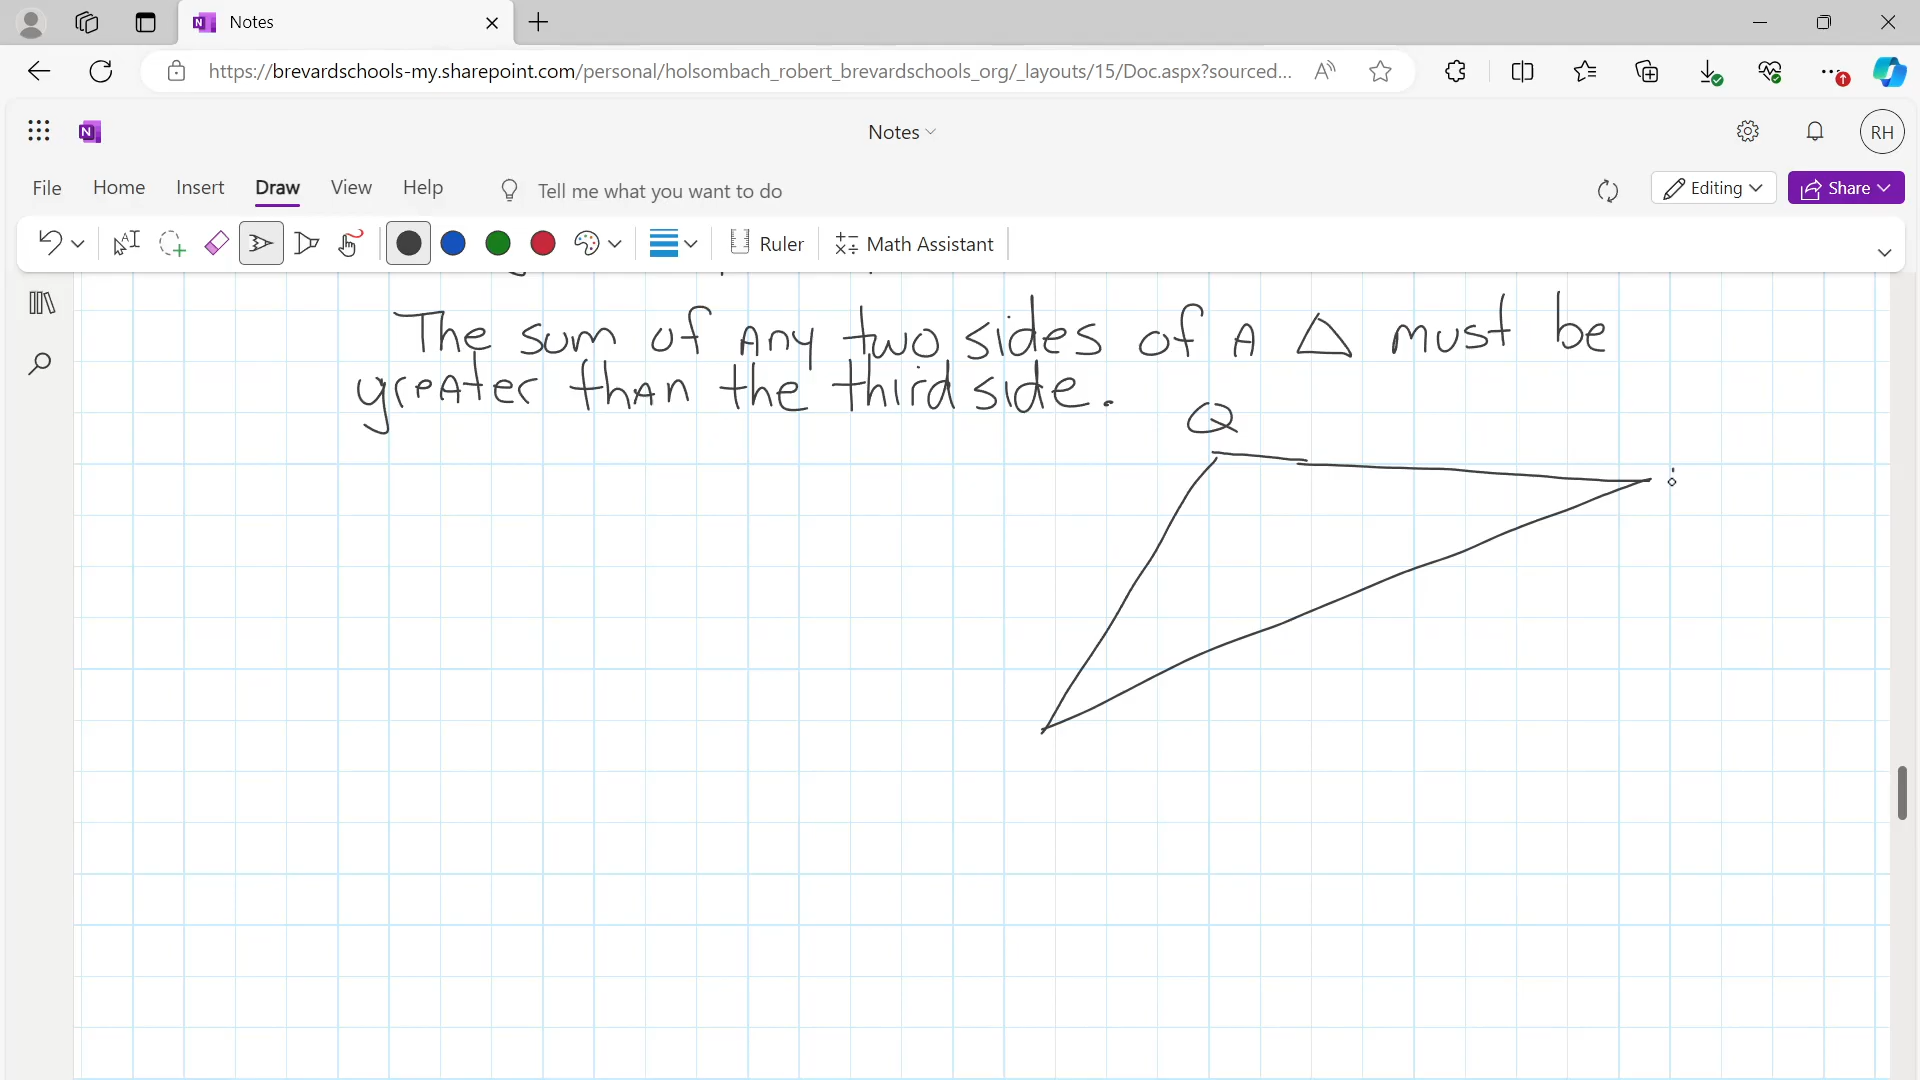 Notes
https://brevardschools-my.sharepoint.com/personal/holsombach_robert_brevardschools_org/_layouts/15/Doc.aspx?sourced...
Notes
RH
File Home Insert Draw View Help Tell me what you want to do Editing Share
Ruler Math Assistant
The sum of Any two sides of A △ must be
greAter thAn the third side.
Q